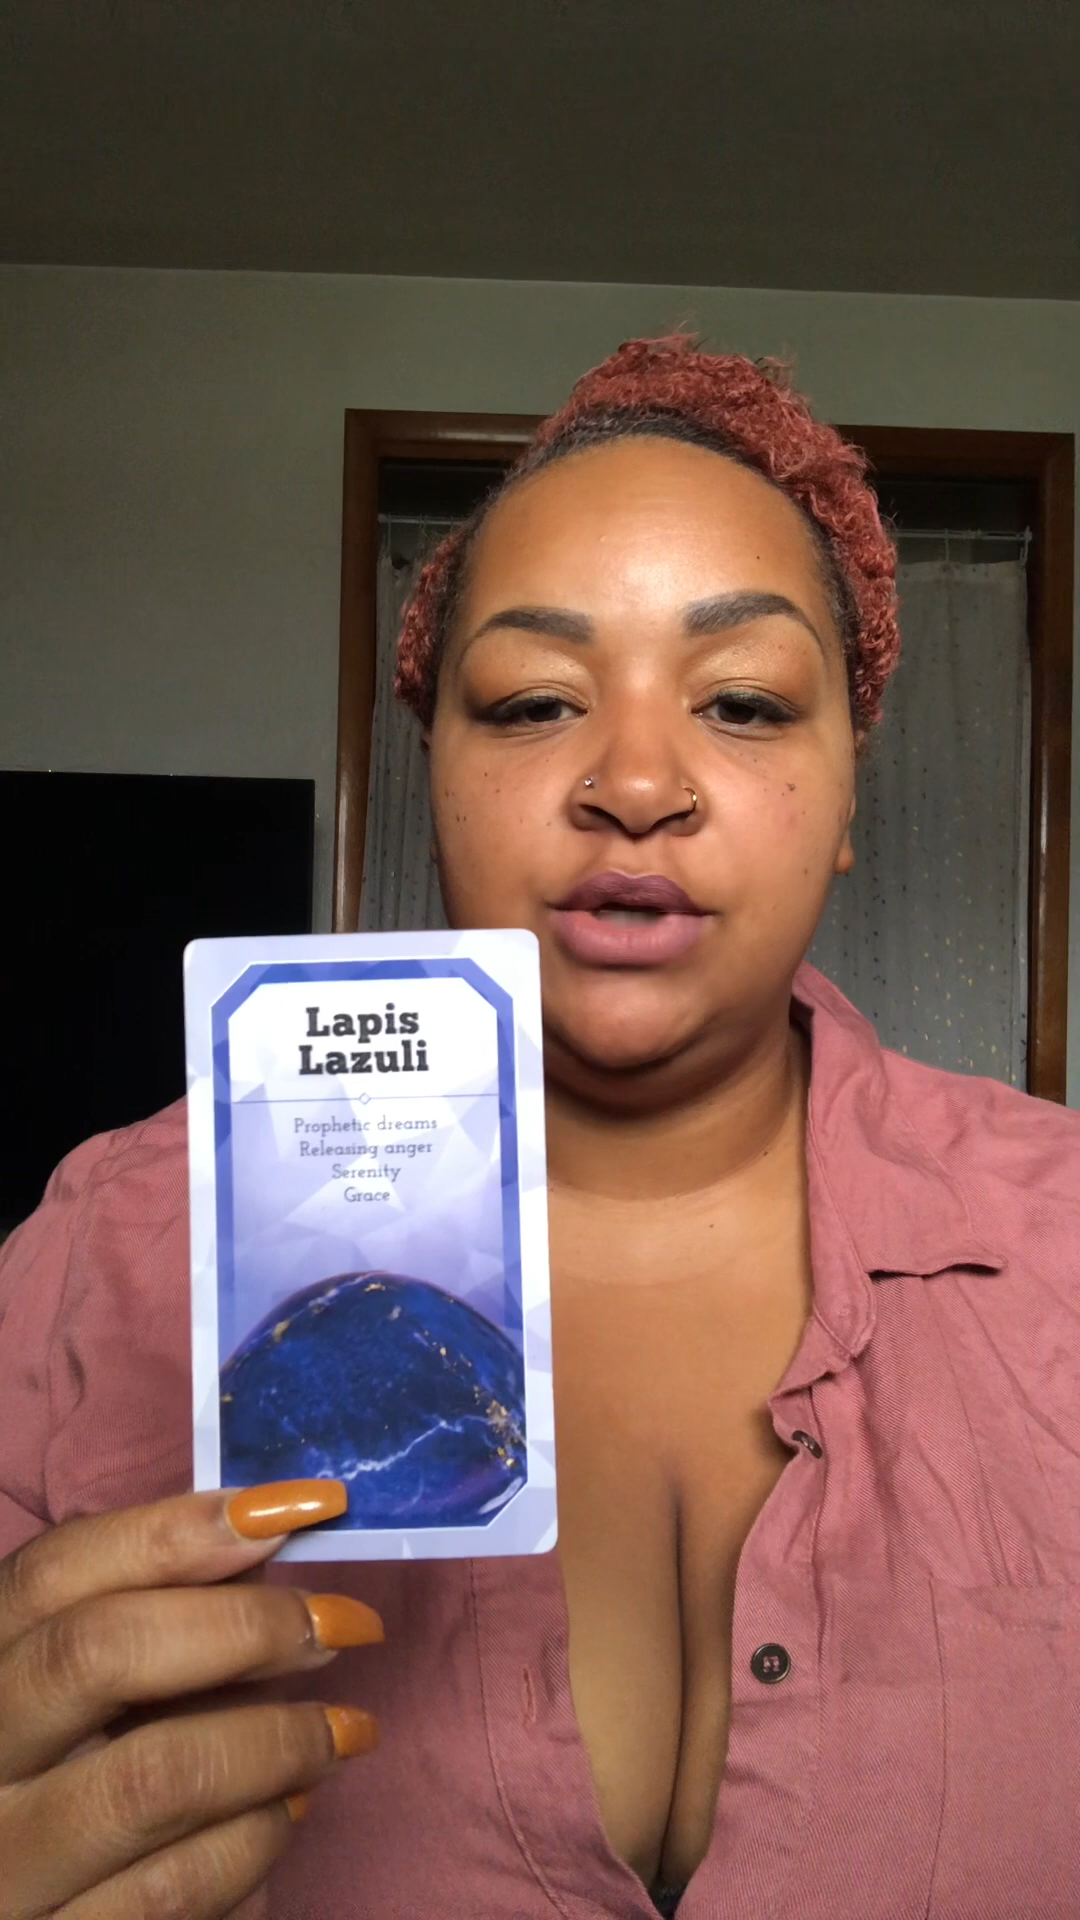 Lapis
Lazuli
Prophetic dreams
Releasing anger
Serenity
Grace